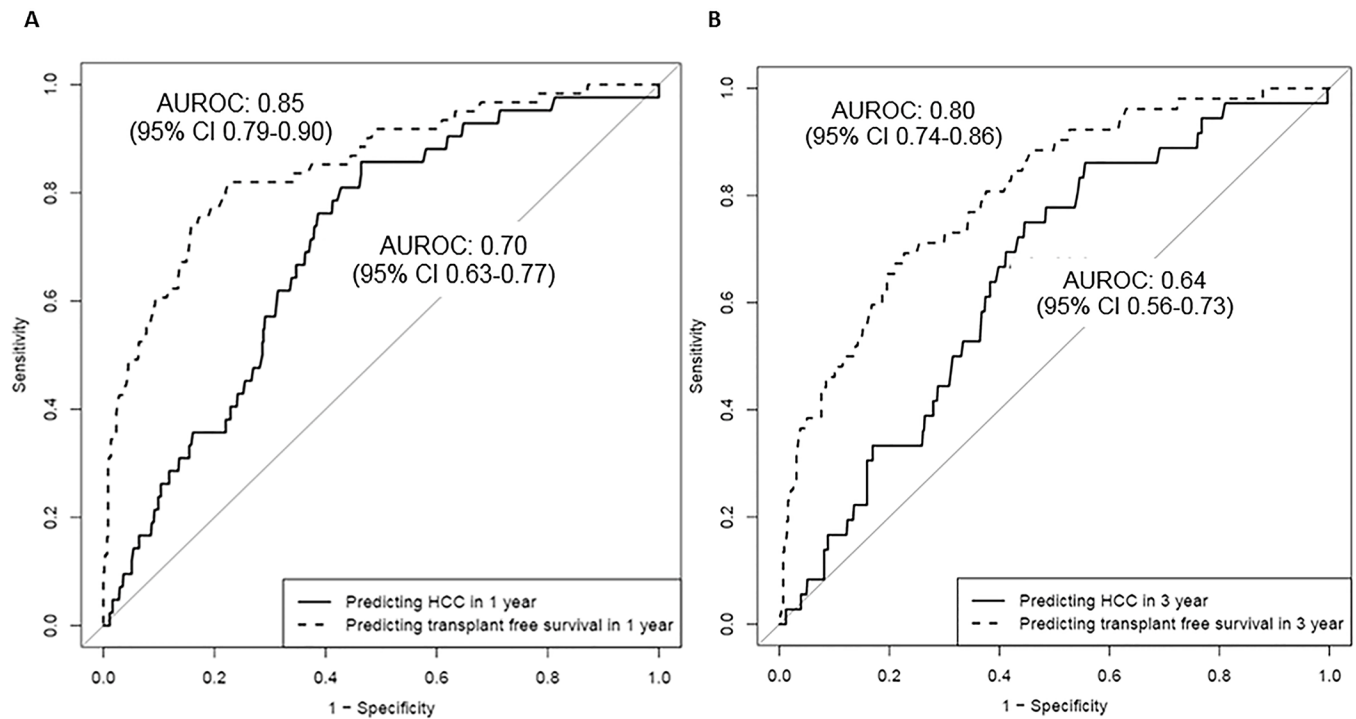 A
B
AUROC: 0.85
(95% CI 0.79-0.90)
AUROC: 0.70
(95% CI 0.63-0.77)
Sensitivity
0.0
0.2
0.4
0.6
0.8
1.0
0.0
0.2
0.4
0.6
0.8
1.0
1 − Specificity
Predicting HCC in 1 year
Predicting transplant free survival in 1 year
AUROC: 0.80
(95% CI 0.74-0.86)
AUROC: 0.64
(95% CI 0.56-0.73)
Sensitivity
0.0
0.2
0.4
0.6
0.8
1.0
0.0
0.2
0.4
0.6
0.8
1.0
1 − Specificity
Predicting HCC in 3 year
Predicting transplant free survival in 3 year